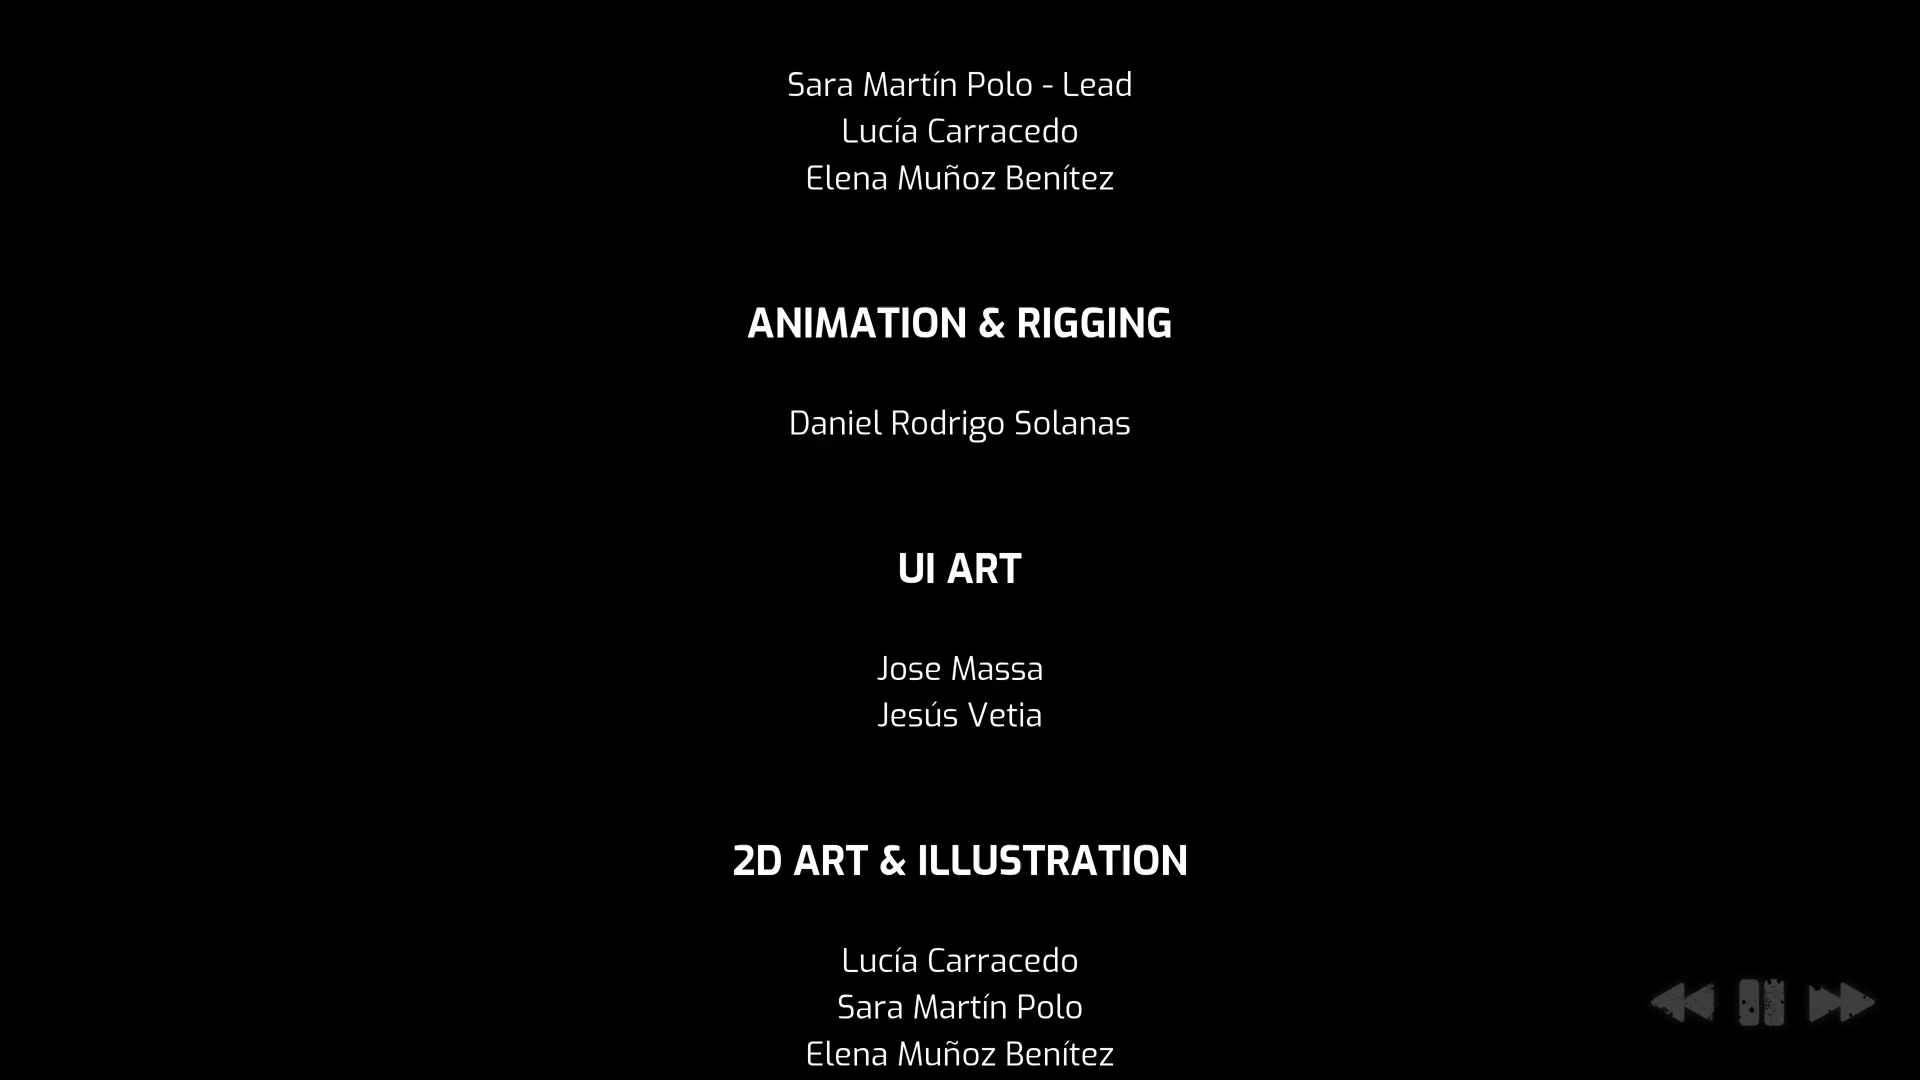 Sara Martín Polo - Lead
Lucía Carracedo
Elena Muñoz Benítez
ANIMATION & RIGGING
Daniel Rodrigo Solanas
UI ART
Jose Massa
Jesús Vetia
2D ART & ILLUSTRATION
Lucía Carracedo
Sara Martín Polo
Elena Muñoz Benítez